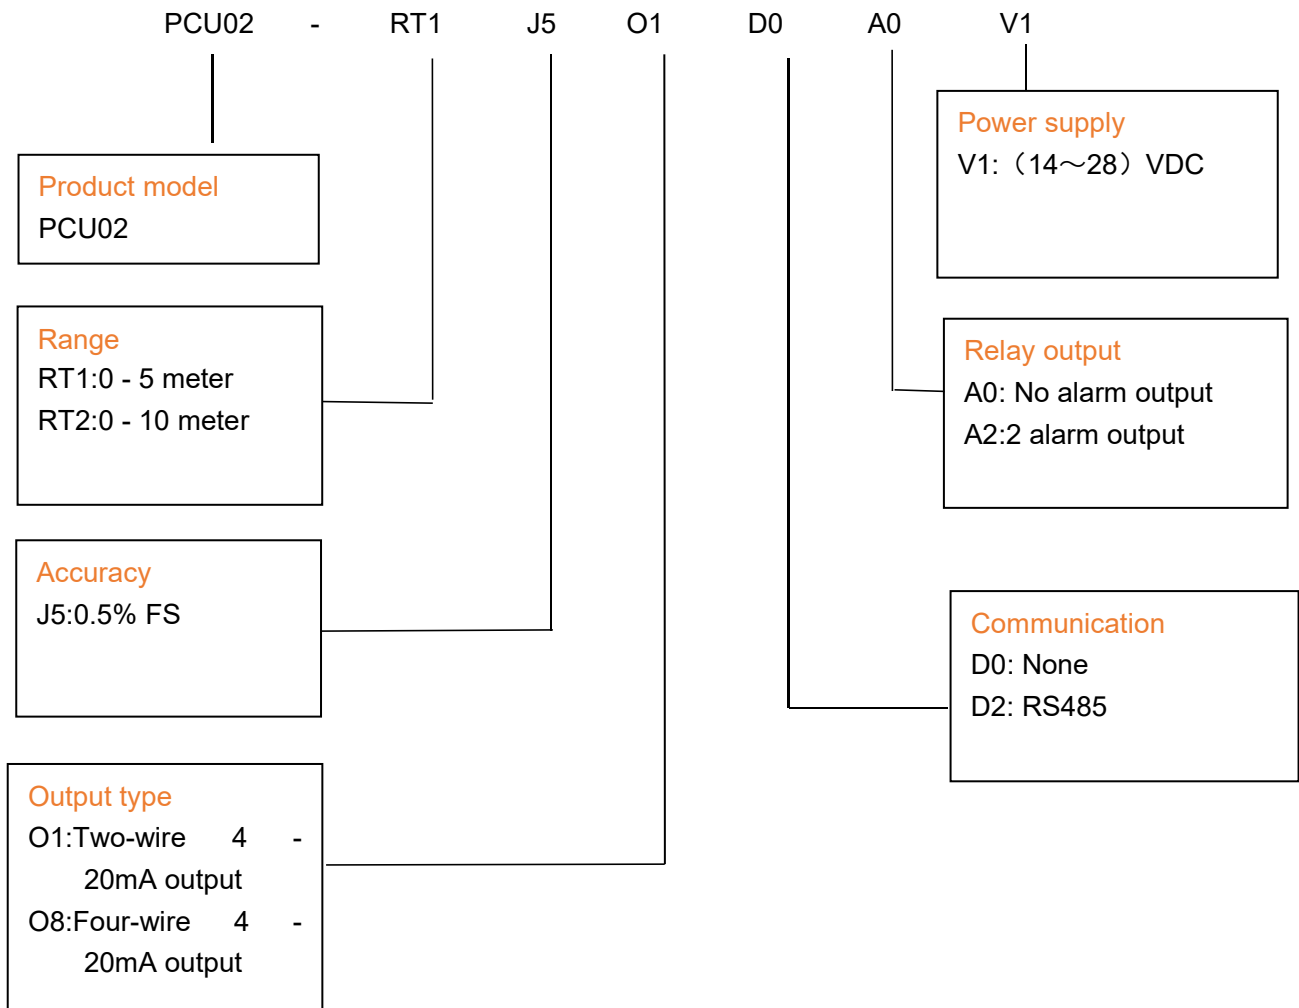 PCU02 - RT1 J5 O1 D0 A0 V1
Product model
PCU02
Range
RT1:0 - 5 meter
RT2:0 - 10 meter
Accuracy
J5:0.5% FS
Output type
O1:Two-wire 4 -
20mA output
O8:Four-wire 4 -
20mA output
Power supply
V1:（14～28）VDC
Relay output
A0: No alarm output
A2:2 alarm output
Communication
D0: None
D2: RS485